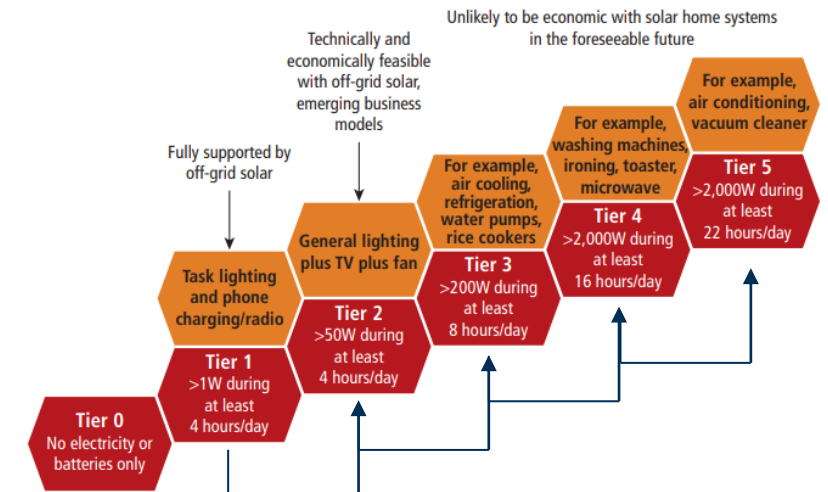 Unlikely to be economic with solar home systems
in the foreseeable future
Technically and
economically feasible
with off-grid solar,
emerging business
models
Fully supported by
off-grid solar
For example,
air conditioning,
vacuum cleaner
Tier 5
>2,000W during
at least
22 hours/day
For example,
washing machines,
ironing, toaster,
microwave
Tier 4
>2,000W during
at least
16 hours/day
For example,
air cooling,
refrigeration,
water pumps,
rice cookers
Tier 3
>200W during
at least
8 hours/day
General lighting
plus TV plus fan
Tier 2
>50W during
at least
4 hours/day
Task lighting
and phone
charging/radio
Tier 1
>1W during
at least
4 hours/day
Tier 0
No electricity or
batteries only